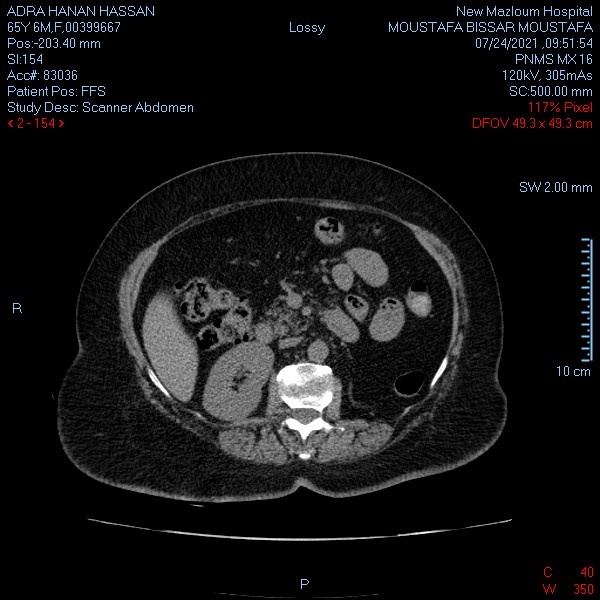 ADRA HANAN HASSAN
65Y 6M,F,00399667
Pos:-203.40 mm
SI:154
Acc#: 83036
Patient Pos: FFS
Study Desc: Scanner Abdomen
< 2 - 154 >
Lossy
New Mazloum Hospital
MOUSTAFA BISSAR MOUSTAFA
07/24/2021 ,09:51:54
PNMS MX 16
120kV, 305mAs
SC:500.00 mm
117% Pixel
DFOV 49.3 x 49.3 cm
SW 2.00 mm
R
10 cm
P
C 40
W 350